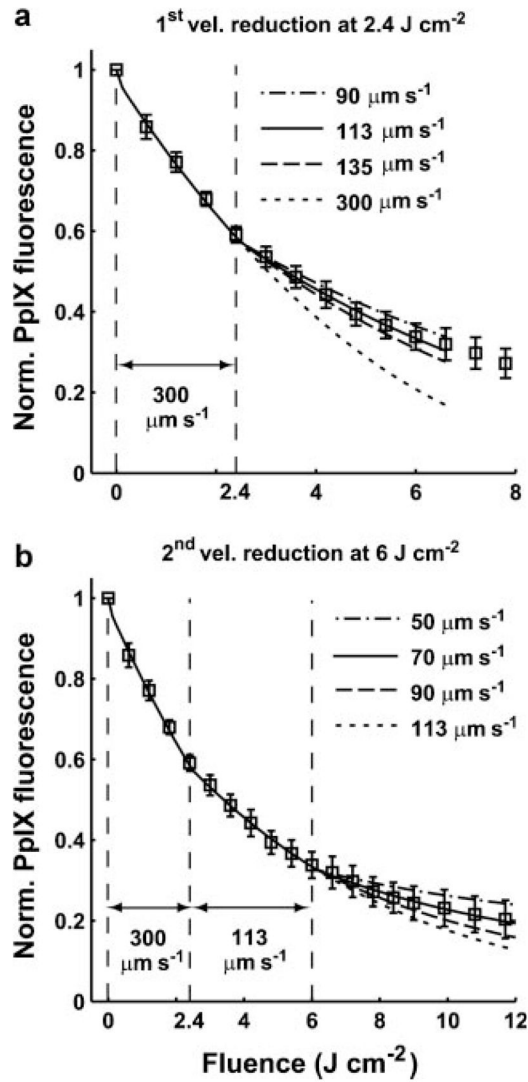 a
1st vel. reduction at 2.4 J cm-2
90 μm s-1
113 μm s-1
135 μm s-1
300 μm s-1
Norm. PpIX fluorescence
1
0.8
0.6
0.4
0.2
0
300
μm s-1
0
2.4
4
6
8
b
2nd vel. reduction at 6 J cm-2
50 μm s-1
70 μm s-1
90 μm s-1
113 μm s-1
Norm. PpIX fluorescence
1
0.8
0.6
0.4
0.2
0
300
μm s-1
113
μm s-1
0
2.4
4
6
8
10
12
Fluence (J cm-2)